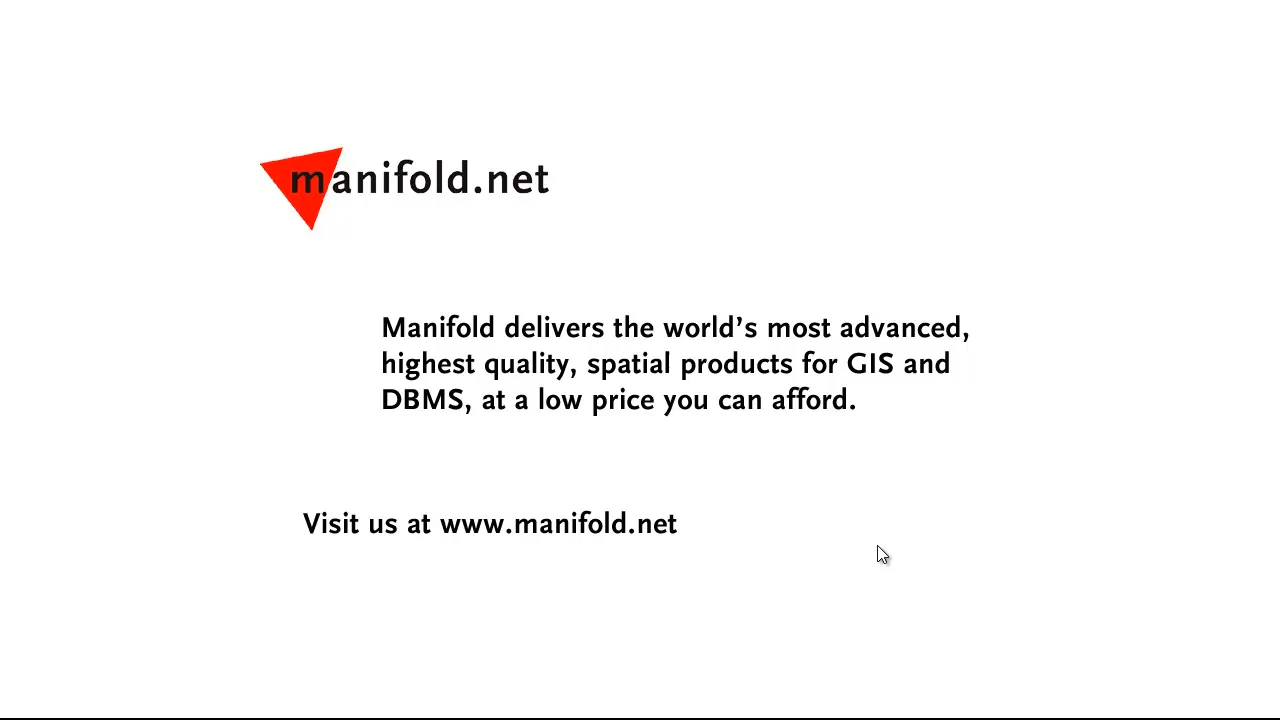 manifold.net
Manifold delivers the world’s most advanced,
highest quality, spatial products for GIS and
DBMS, at a low price you can afford.
Visit us at www.manifold.net